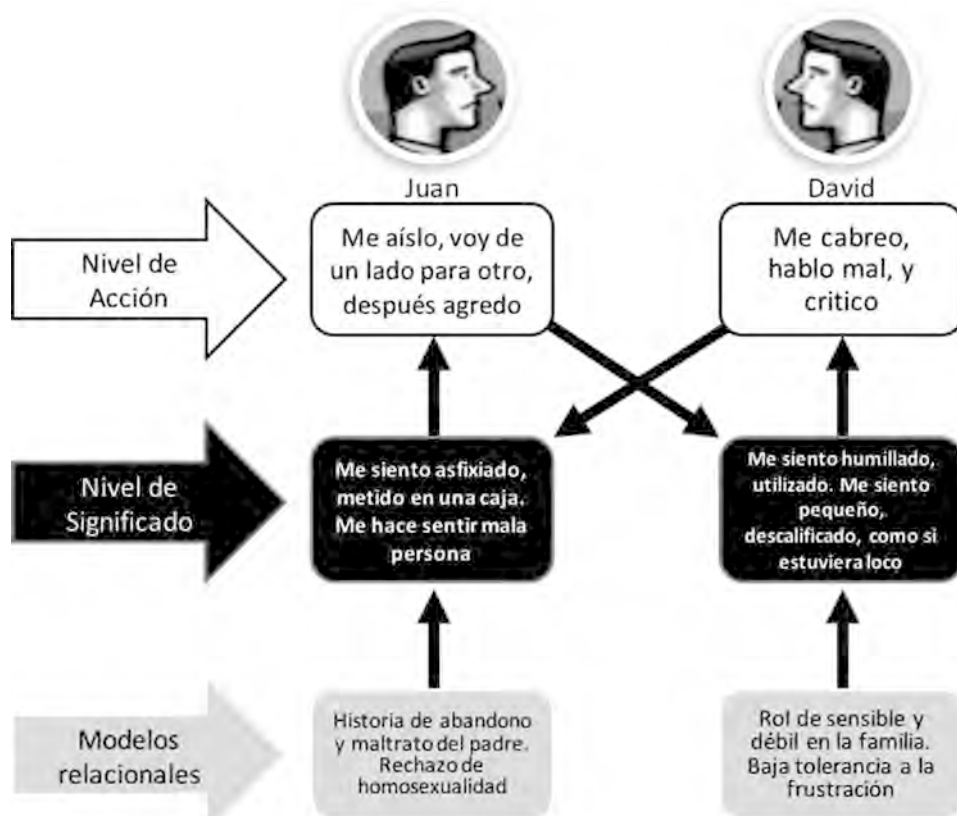 Juan
David
Nivel de
Acción
Me aíslo, voy de
un lado para otro,
después agredo
Me cabreo,
hablo mal, y
critico
Nivel de
Significado
Me siento asfixiado,
metido en una caja.
Me hace sentir mala
persona
Me siento humillado,
utilizado. Me siento
pequeño,
descalificado, como si
estuviera loco
Modelos
relacionales
Historia de abandono
y maltrato del padre.
Rechazo de
homosexualidad
Rol de sensible y
débil en la familia.
Baja tolerancia a la
frustración